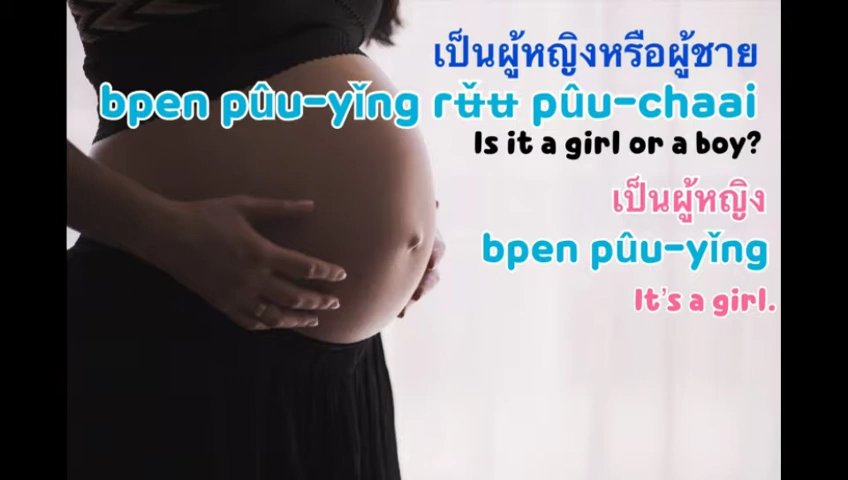 เป็นผู้หญิงหรือผู้ชาย
bpen pûu-yǐng rʉ̌ʉ pûu-chaai
Is it a girl or a boy?
เป็นผู้หญิง
bpen pûu-yǐng
It's a girl.